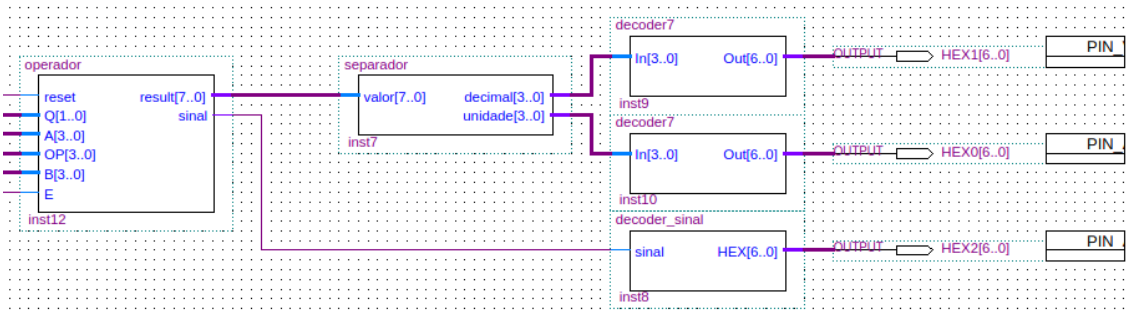 operador
reset
Q[1..0]
A[3..0]
OP[3..0]
B[3..0]
E
result[7..0]
sinal
inst12
separador
valor[7..0]
decimal[3..0]
unidade[3..0]
inst7
decoder7
In[3..0]
Out[6..0]
inst9
OUTPUT
HEX1[6..0]
PIN_
decoder7
In[3..0]
Out[6..0]
inst10
OUTPUT
HEX0[6..0]
PIN_
decoder_sinal
sinal
HEX[6..0]
inst8
OUTPUT
HEX2[6..0]
PIN_